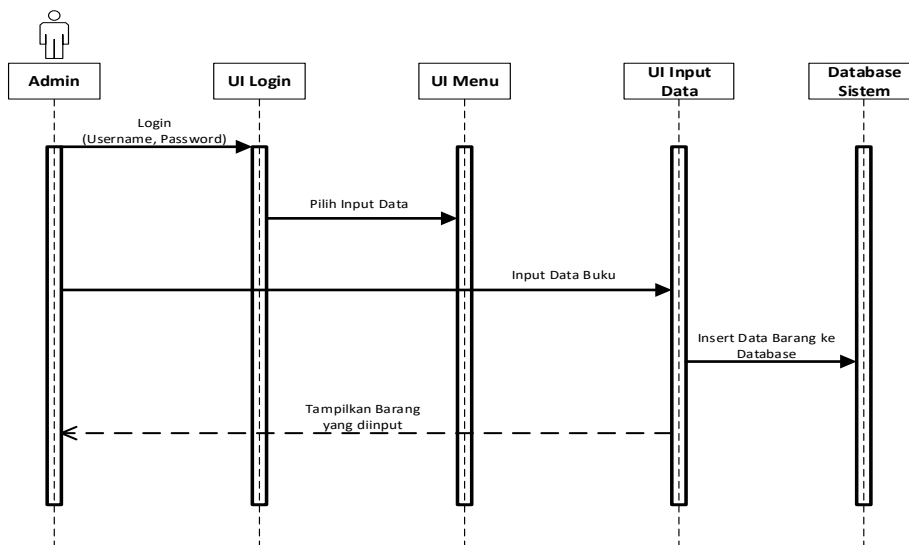 Admin
UI Login
UI Menu
UI Input
Data
Database
Sistem
Login
(Username, Password)
Pilih Input Data
Input Data Buku
Insert Data Barang ke
Database
Tampilkan Barang
yang diinput